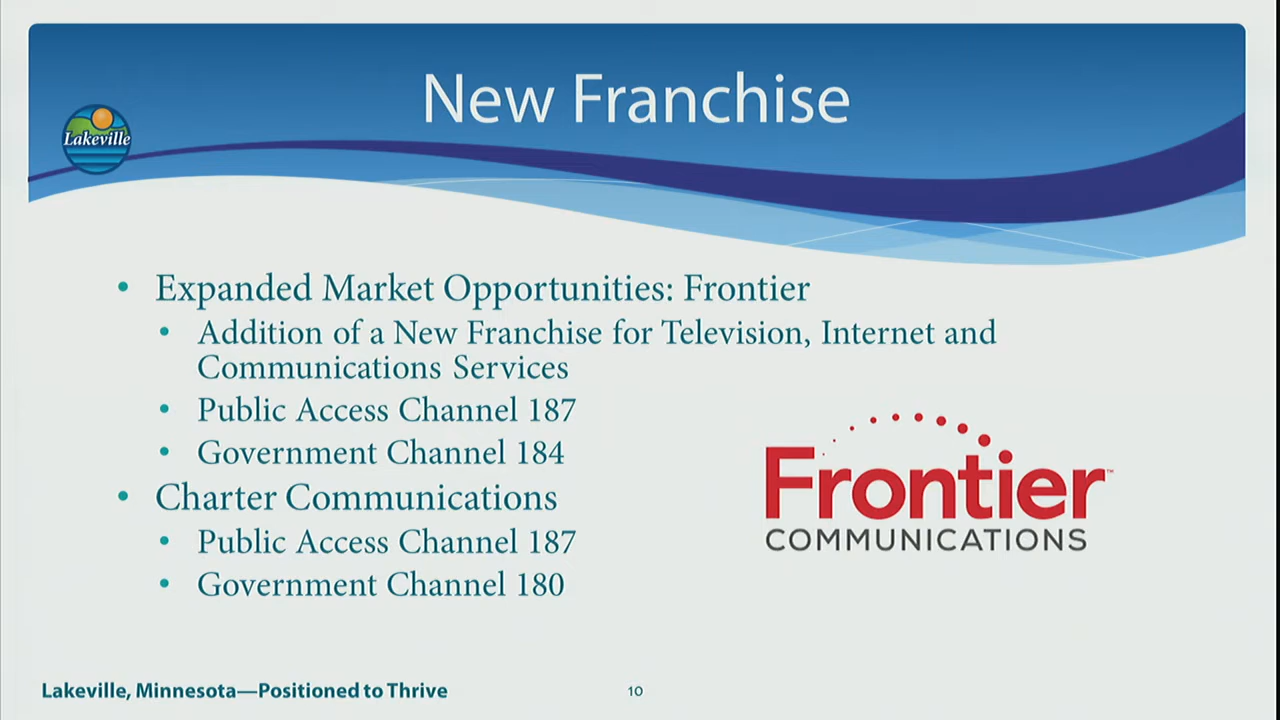 New Franchise
Lakeville
• Expanded Market Opportunities: Frontier
• Addition of a New Franchise for Television, Internet and
Communications Services
• Public Access Channel 187
• Government Channel 184
• Charter Communications
• Public Access Channel 187
• Government Channel 180
Frontier™
COMMUNICATIONS
Lakeville, Minnesota—Positioned to Thrive
10